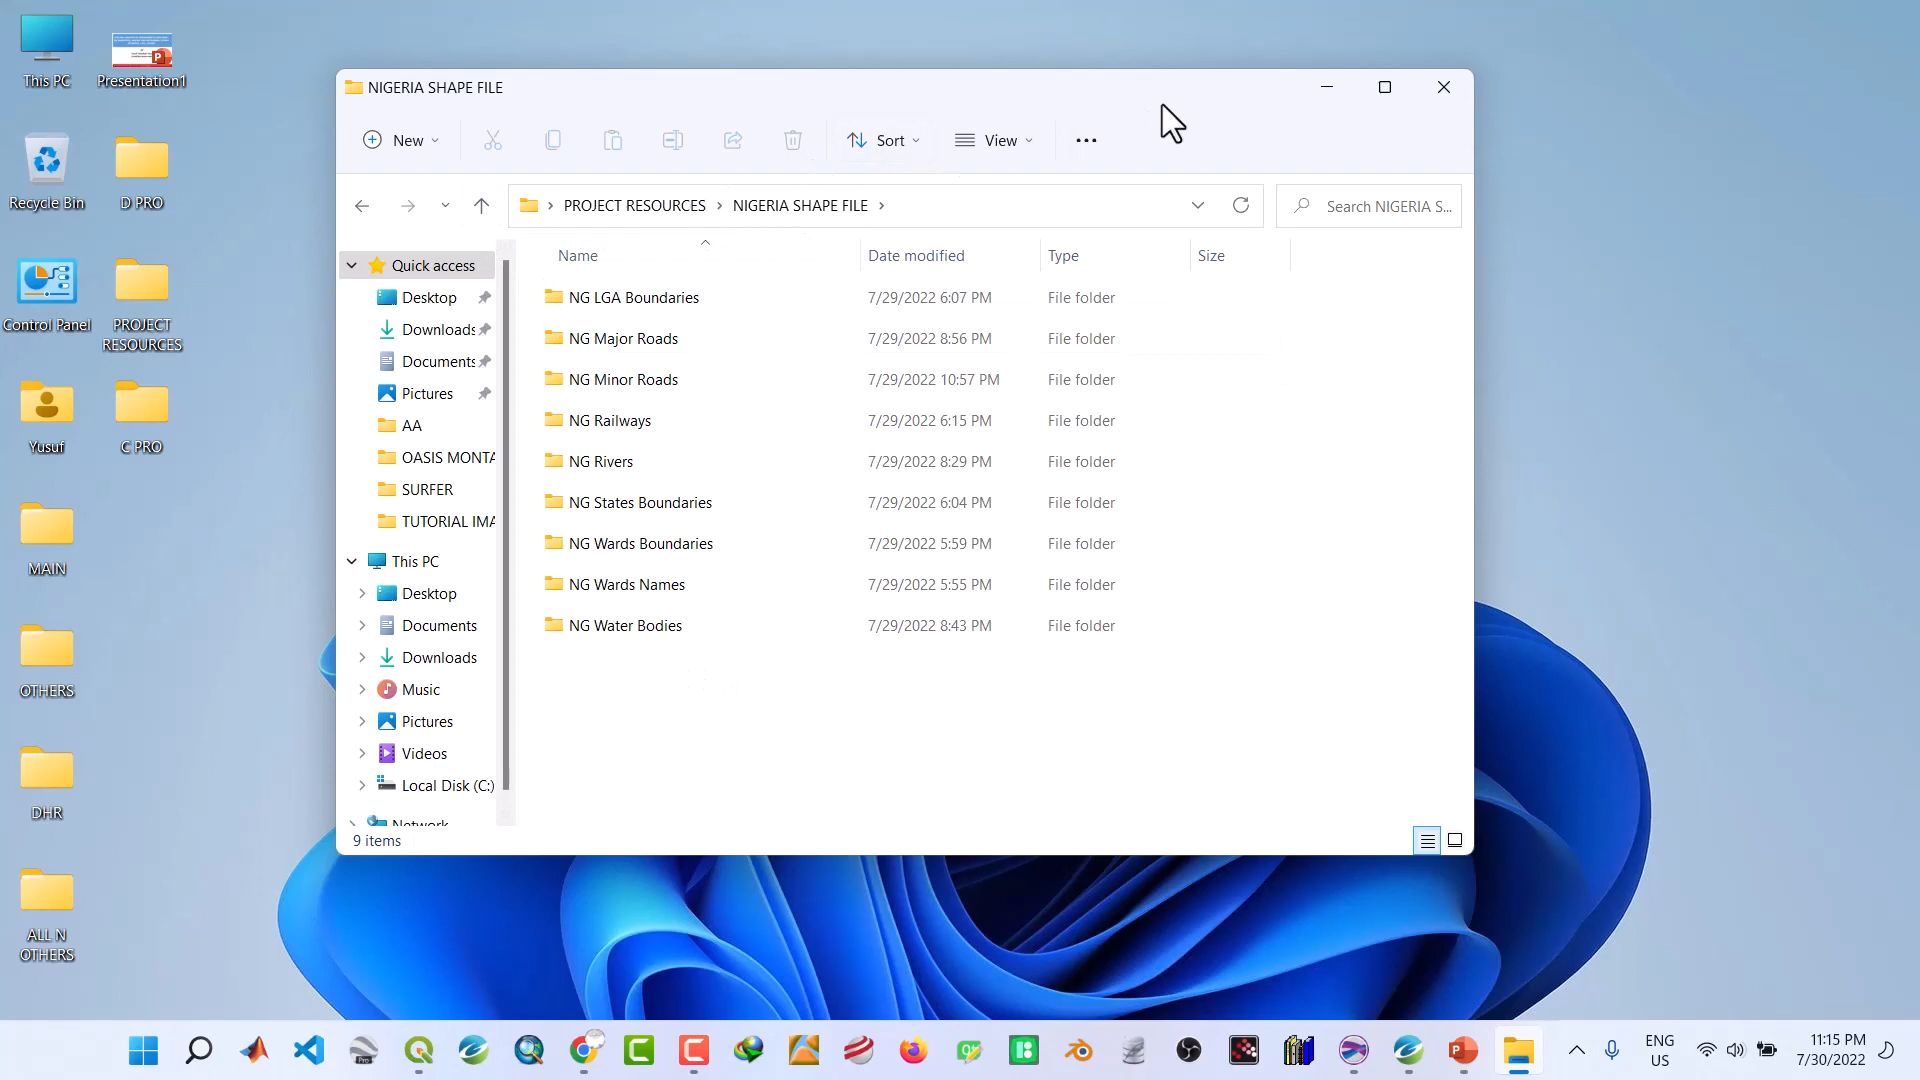 This PC
Presentation1
Recycle Bin
D PRO
Control Panel
PROJECT
RESOURCES
Yusuf
C PRO
MAIN
OTHERS
DHR
ALL N
OTHERS
NIGERIA SHAPE FILE
New
Sort
View
PROJECT RESOURCES
NIGERIA SHAPE FILE
Search NIGERIA S...
Quick access
Desktop
Downloads
Documents
Pictures
AA
OASIS MONTA
SURFER
TUTORIAL IMA
This PC
Desktop
Documents
Downloads
Music
Pictures
Videos
Local Disk (C:)
Network
Name Date modified Type Size
NG LGA Boundaries 7/29/2022 6:07 PM File folder
NG Major Roads 7/29/2022 8:56 PM File folder
NG Minor Roads 7/29/2022 10:57 PM File folder
NG Railways 7/29/2022 6:15 PM File folder
NG Rivers 7/29/2022 8:29 PM File folder
NG States Boundaries 7/29/2022 6:04 PM File folder
NG Wards Boundaries 7/29/2022 5:59 PM File folder
NG Wards Names 7/29/2022 5:55 PM File folder
NG Water Bodies 7/29/2022 8:43 PM File folder
9 items
ENG
US
11:15 PM
7/30/2022